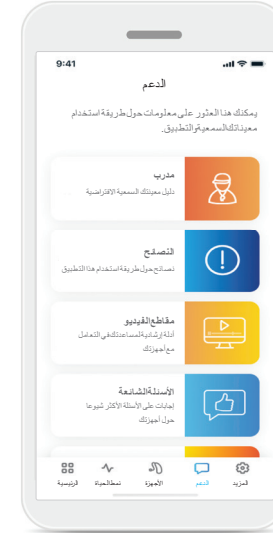 9:41
الدعم
يمكنك هنا العثور على معلومات حول طريقة استخدام
معيناتك السمعية والتطبيق.
مدرب
دليل معينتك السمعية الافتراضية
النصائح
نصائح حول طريقة استخدام هذا التطبيق
مقاطع الفيديو
أدلة إرشادية لمساعدتك في التعامل
مع أجهزتك
الأسئلة الشائعة
إجابات على الأسئلة الأكثر شيوعا
حول أجهزتك
المزيد
الدعم
الأجهزة
نمط الحياة
الرئيسية